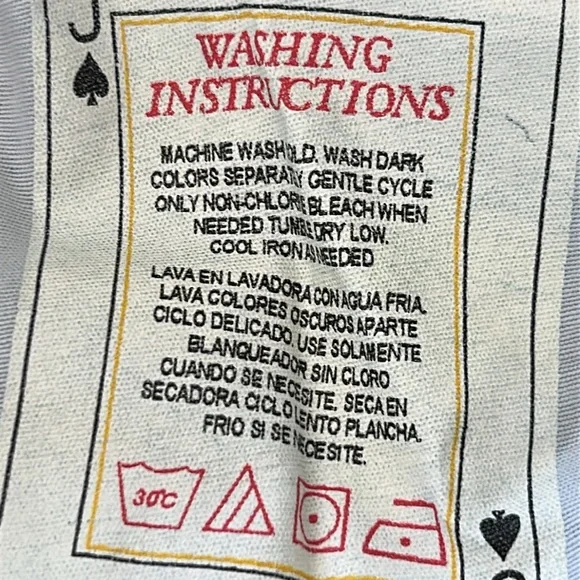 J
WASHING
INSTRUCTIONS
MACHINE WASH COLD. WASH DARK
COLORS SEPARATLY GENTLE CYCLE
ONLY NON-CHLORIE BLEACH WHEN
NEEDED TUMBLE DRY LOW.
COOL IRON AS NEEDED
LAVA EN LAVADORA CON AGUA FRIA.
LAVA COLORES OSCUROS APARTE
CICLO DELICADO. USE SOLAMENTE
BLANQUEADOR SIN CLORO
CUANDO SE NECESITE. SECA EN
SECADORA CICLO LENTO PLANCHA.
FRIO SI SE NECESITE.
30°C